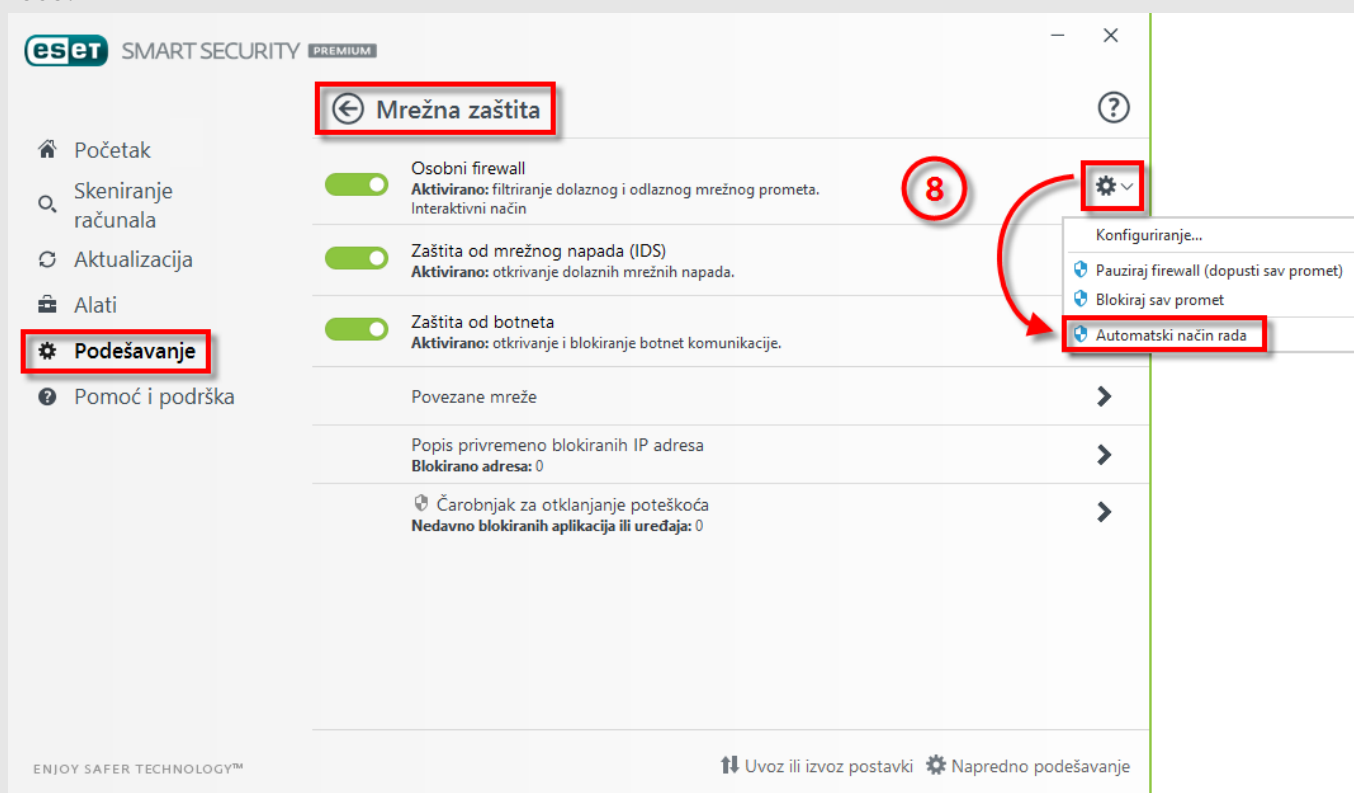 eset SMART SECURITY PREMIUM
Mrežna zaštita
Početak
Skeniranje
računala
Aktualizacija
Alati
Podešavanje
Pomoć i podrška
Osobni firewall
Aktivirano: filtriranje dolaznog i odlaznog mrežnog prometa.
Interaktivni način
8
Zaštita od mrežnog napada (IDS)
Aktivirano: otkrivanje dolaznih mrežnih napada.
Zaštita od botneta
Aktivirano: otkrivanje i blokiranje botnet komunikacije.
Povezane mreže
Popis privremeno blokiranih IP adresa
Blokirano adresa: 0
Čarobnjak za otklanjanje poteškoća
Nedavno blokiranih aplikacija ili uređaja: 0
Konfiguriranje...
Pauziraj firewall (dopusti sav promet)
Blokiraj sav promet
Automatski način rada
ENJOY SAFER TECHNOLOGY™
Uvoz ili izvoz postavki Napredno podešavanje